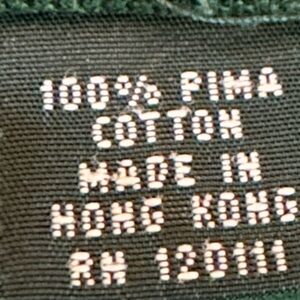 100% PIMA
COTTON
MADE IN
HONG KONG
RN 120111